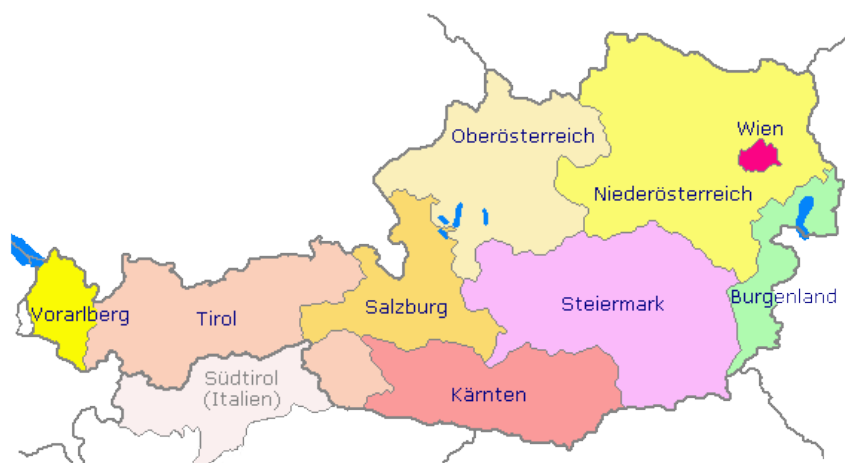 Wien
Oberösterreich
Niederösterreich
Burgenland
Steiermark
Salzburg
Vorarlberg
Tirol
Südtirol
(Italien)
Kärnten